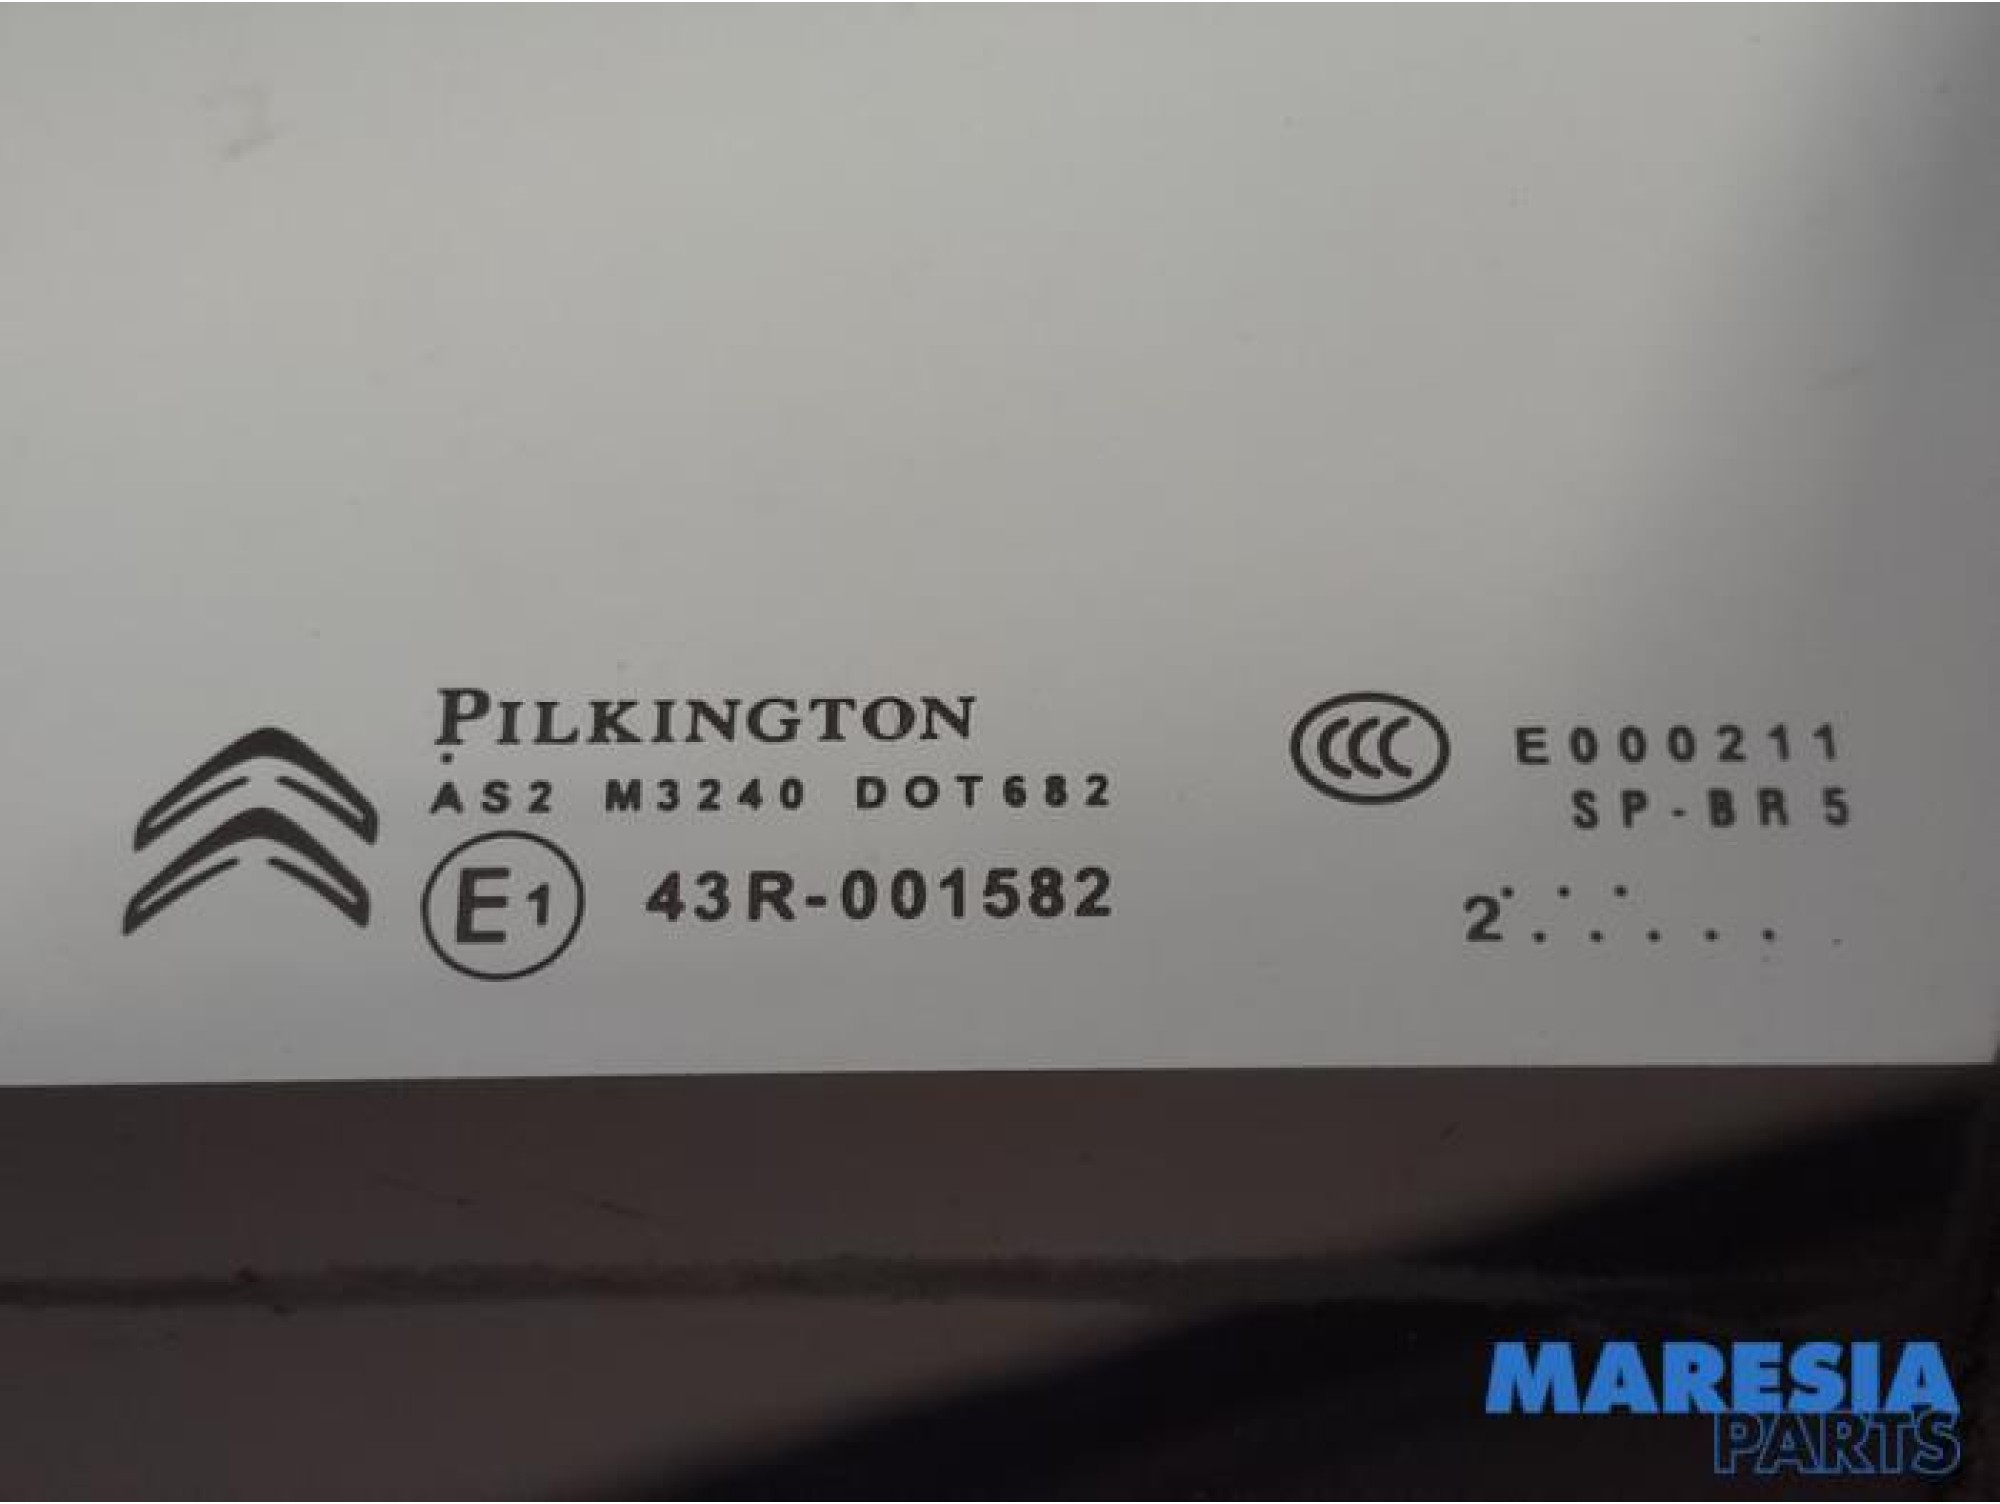 PILKINGTON
AS2 M3240 DOT682
E1 43R-001582
CCC E000211
SP-BR5
2
MARESIA
PARTS